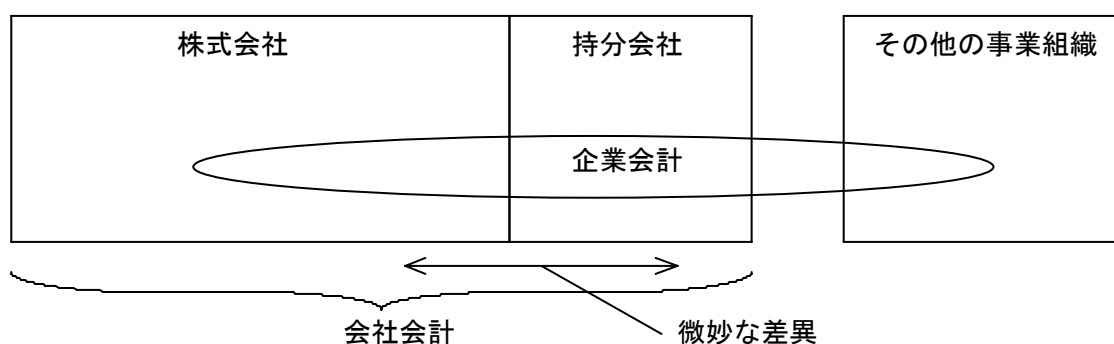 株式会社
持分会社
その他の事業組織
企業会計
会社会計
微妙な差異